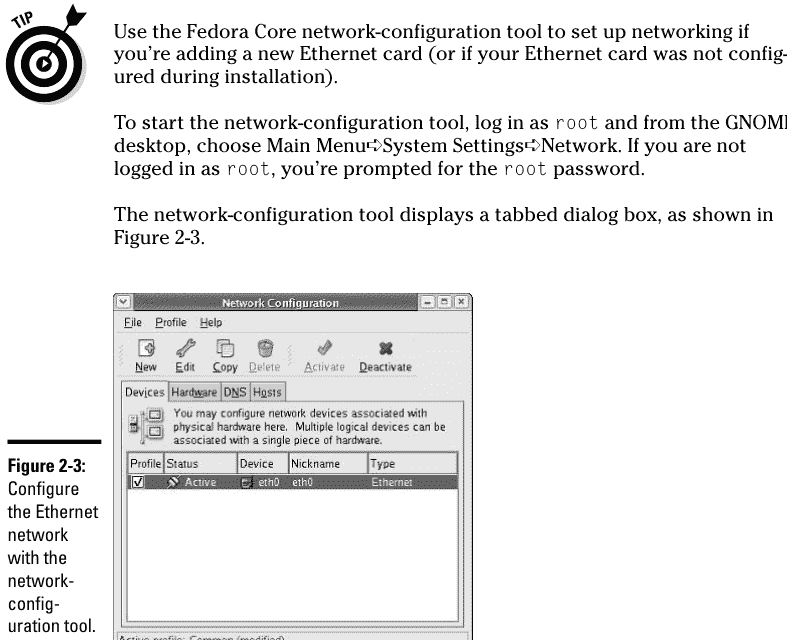 TIP
Use the Fedora Core network-configuration tool to set up networking if
you're adding a new Ethernet card (or if your Ethernet card was not config-
ured during installation).
To start the network-configuration tool, log in as root and from the GNOM
desktop, choose Main Menu➪System Settings➪Network. If you are not
logged in as root, you're prompted for the root password.
The network-configuration tool displays a tabbed dialog box, as shown in
Figure 2-3.
Network Configuration
File Profile Help
New Edit Copy Delete Activate Deactivate
Devices Hardware DNS Hosts
You may configure network devices associated with
physical hardware here. Multiple logical devices can be
associated with a single piece of hardware.
Profile Status Device Nickname Type
Active eth0 eth0 Ethernet
Active profile: Common (modified)
Figure 2-3:
Configure
the Ethernet
network
with the
network-
config-
uration tool.